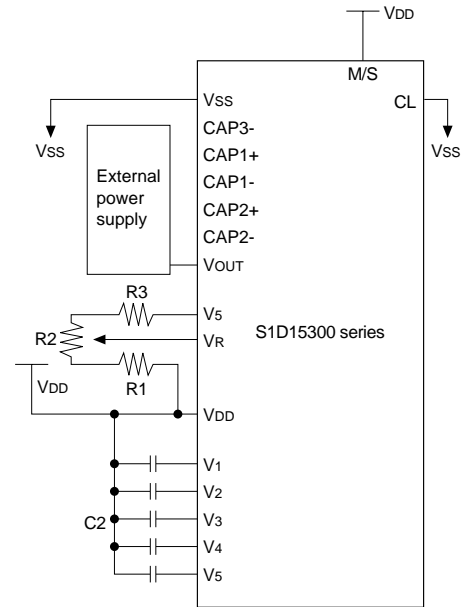 VDD
M/S
VSS
CL
CAP3-
VSS
VSS
CAP1+
External
power
supply
CAP1-
CAP2+
CAP2-
VOUT
R3
V5
R2
VR
S1D15300 series
R1
VDD
VDD
V1
V2
C2
V3
V4
V5